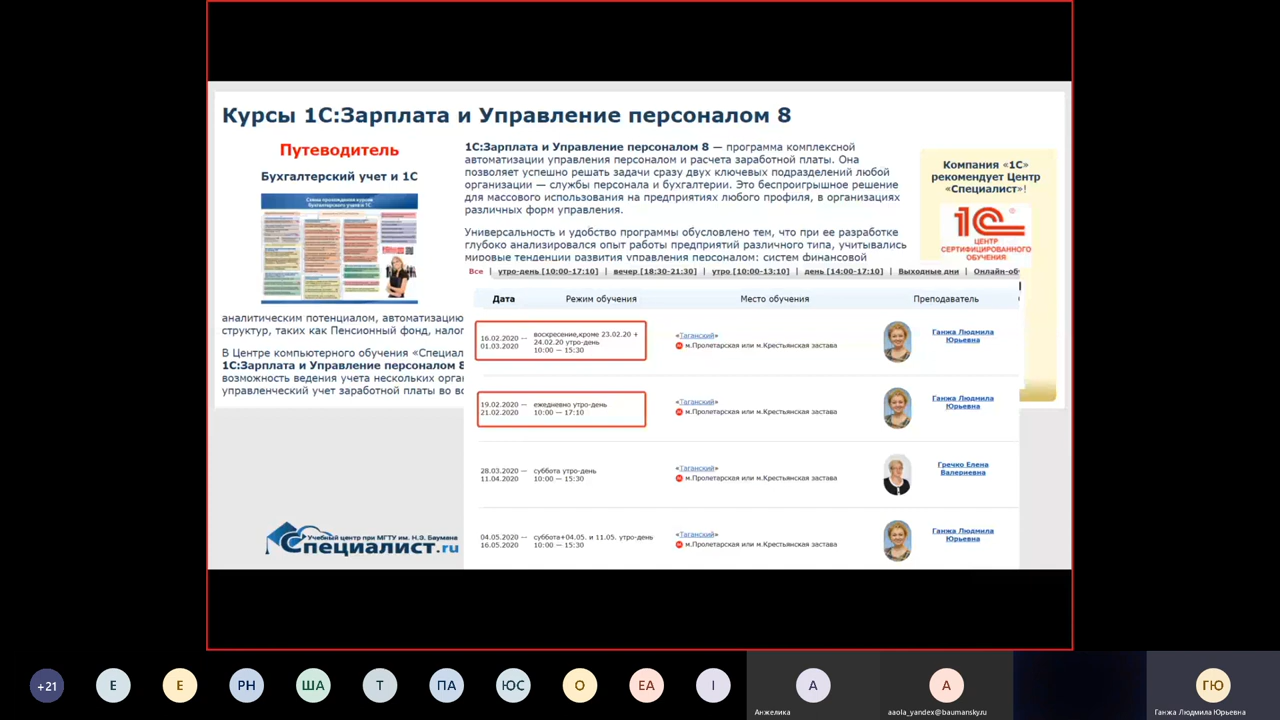 Курсы 1С:Зарплата и Управление персоналом 8
Путеводитель
Бухгалтерский учет и 1С
Схема прохождения курсов
бухгалтерского учета и 1С
1С:Зарплата и Управление персоналом 8 — программа комплексной
автоматизации управления персоналом и расчета заработной платы. Она
позволяет успешно решать задачи сразу двух ключевых подразделений любой
организации — службы персонала и бухгалтерии. Это беспроигрышное решение
для массового использования на предприятиях любого профиля, в организациях
различных форм управления.
Универсальность и удобство программы обусловлено тем, что при ее разработке
глубоко анализировался опыт работы предприятий различного типа, учитывались
мировые тенденции развития управления персоналом: систем финансовой
Компания «1С»
рекомендует Центр
«Специалист»!
1С ®
ЦЕНТР
СЕРТИФИЦИРОВАННОГО
ОБУЧЕНИЯ
аналитическим потенциалом, автоматизацию
структур, таких как Пенсионный фонд, налог
В Центре компьютерного обучения «Специал
1С:Зарплата и Управление персоналом 8
возможность ведения учета нескольких орга
управленческий учет заработной платы во вс
Все | утро-день [10:00-17:10] | вечер [18:30-21:30] | утро [10:00-13:10] | день [14:00-17:10] | Выходные дни | Онлайн-об
Дата Режим обучения Место обучения Преподаватель
16.02.2020 — 01.03.2020
воскресенье,кроме 23.02.20 +
24.02.20 утро-день
10:00 — 15:30
«Таганский»
м.Пролетарская или м.Крестьянская застава
Ганжа Людмила
Юрьевна
19.02.2020 —
21.02.2020
ежедневно утро-день
10:00 — 17:10
«Таганский»
м.Пролетарская или м.Крестьянская застава
Ганжа Людмила
Юрьевна
28.03.2020 —
11.04.2020
суббота утро-день
10:00 — 15:30
«Таганский»
м.Пролетарская или м.Крестьянская застава
Гречко Елена
Валериевна
04.05.2020 —
16.05.2020
суббота+04.05. и 11.05. утро-день
10:00 — 15:30
«Таганский»
м.Пролетарская или м.Крестьянская застава
Ганжа Людмила
Юрьевна
Учебный центр при МГТУ им. Н.Э. Баумана
Специалист.ru
+21 Е Е РН ША Т ПА ЮС О ЕА I А А ГЮ
Анжелика
aaola_yandex@baumansky.ru
Ганжа Людмила Юрьевна